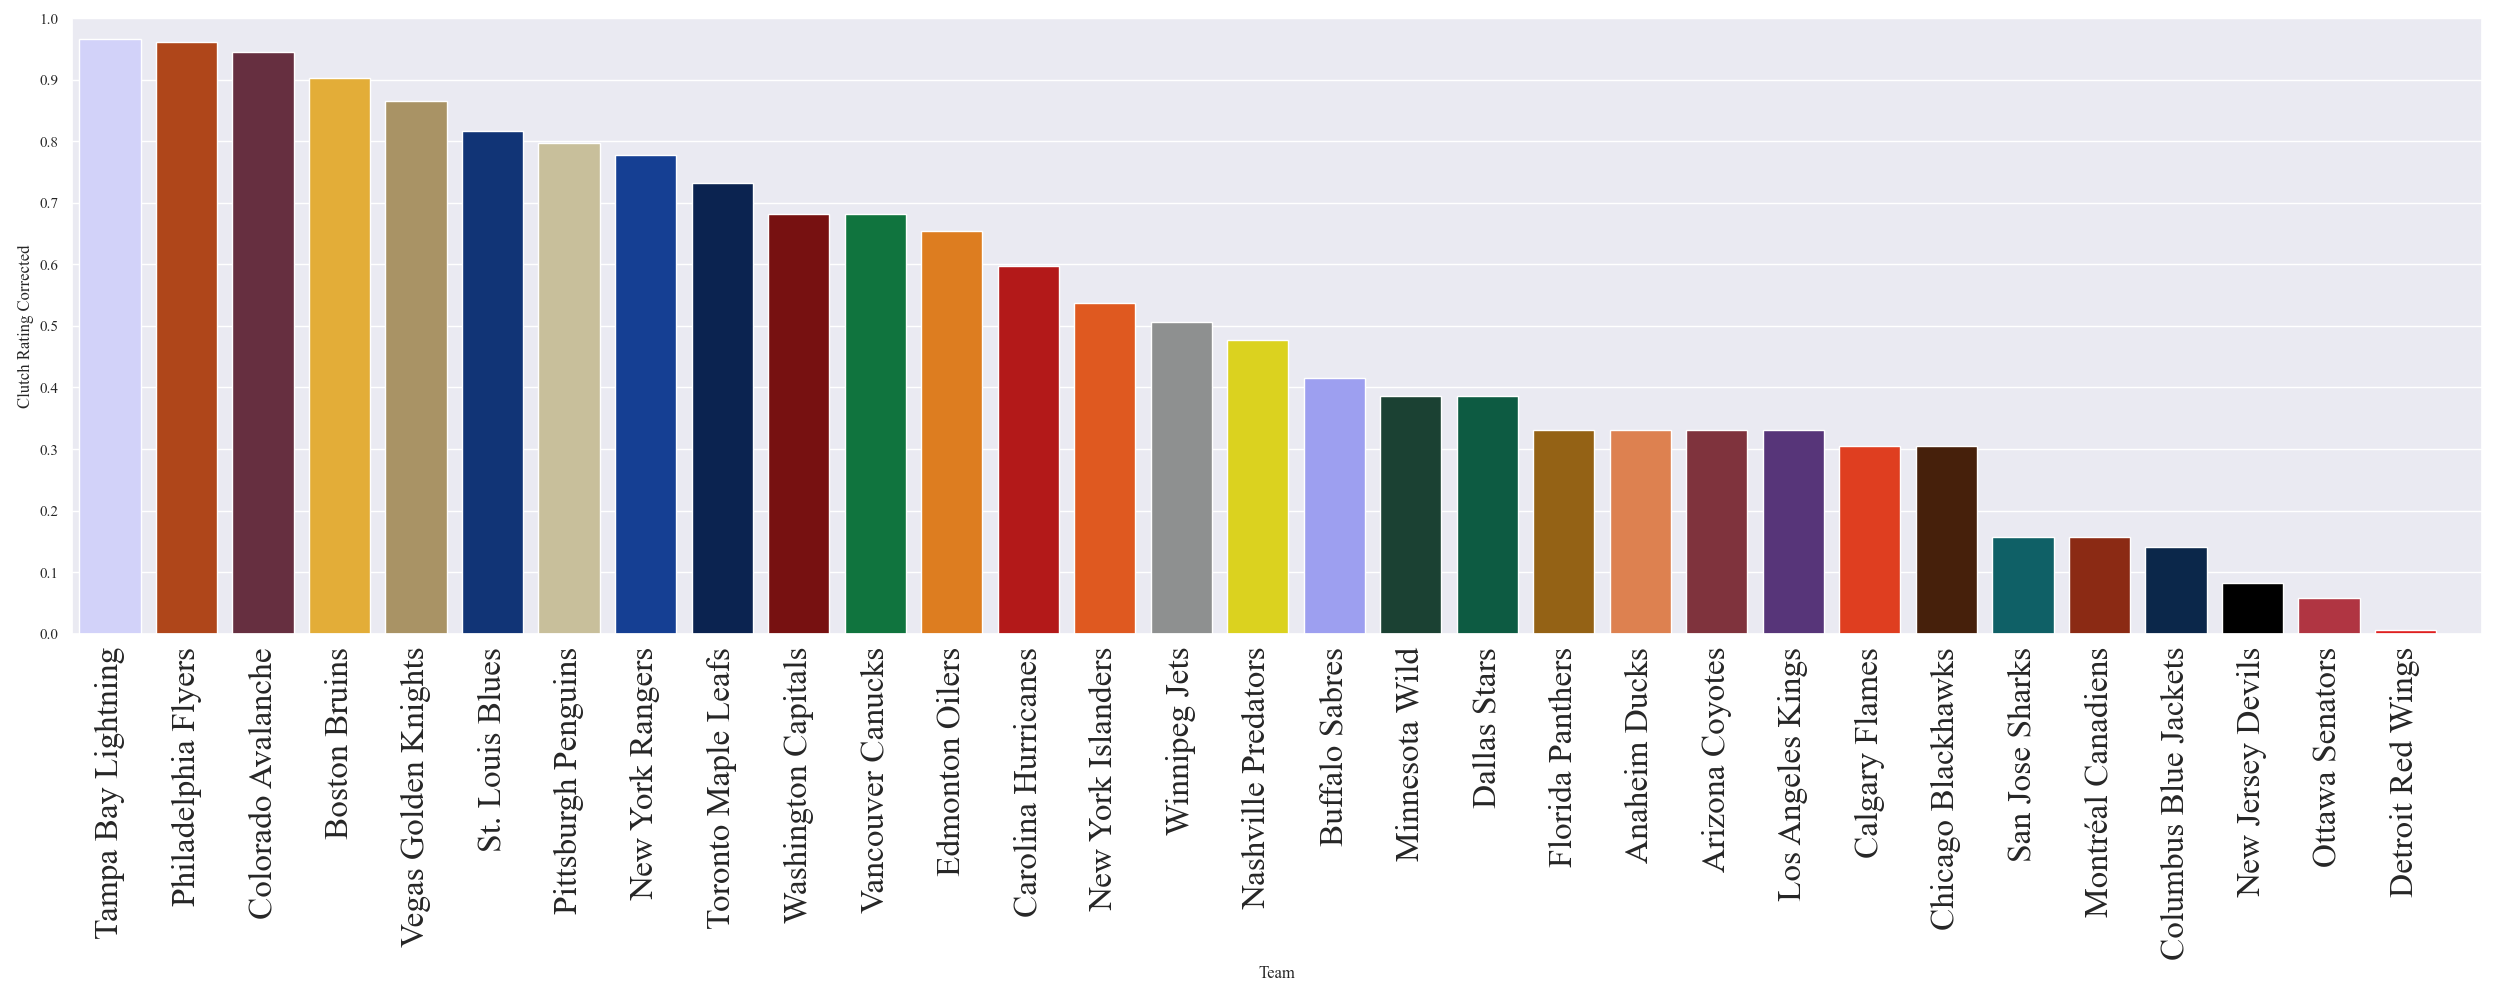 1.0
0.9
0.8
0.7
0.6
0.5
0.4
0.3
0.2
0.1
0.0
Clutch Rating Corrected
Tampa Bay Lightning
Philadelphia Flyers
Colorado Avalanche
Boston Bruins
Vegas Golden Knights
St. Louis Blues
Pittsburgh Penguins
New York Rangers
Toronto Maple Leafs
Washington Capitals
Vancouver Canucks
Edmonton Oilers
Carolina Hurricanes
New York Islanders
Winnipeg Jets
Nashville Predators
Buffalo Sabres
Minnesota Wild
Dallas Stars
Florida Panthers
Anaheim Ducks
Arizona Coyotes
Los Angeles Kings
Calgary Flames
Chicago Blackhawks
San Jose Sharks
Montréal Canadiens
Columbus Blue Jackets
New Jersey Devils
Ottawa Senators
Detroit Red Wings
Team